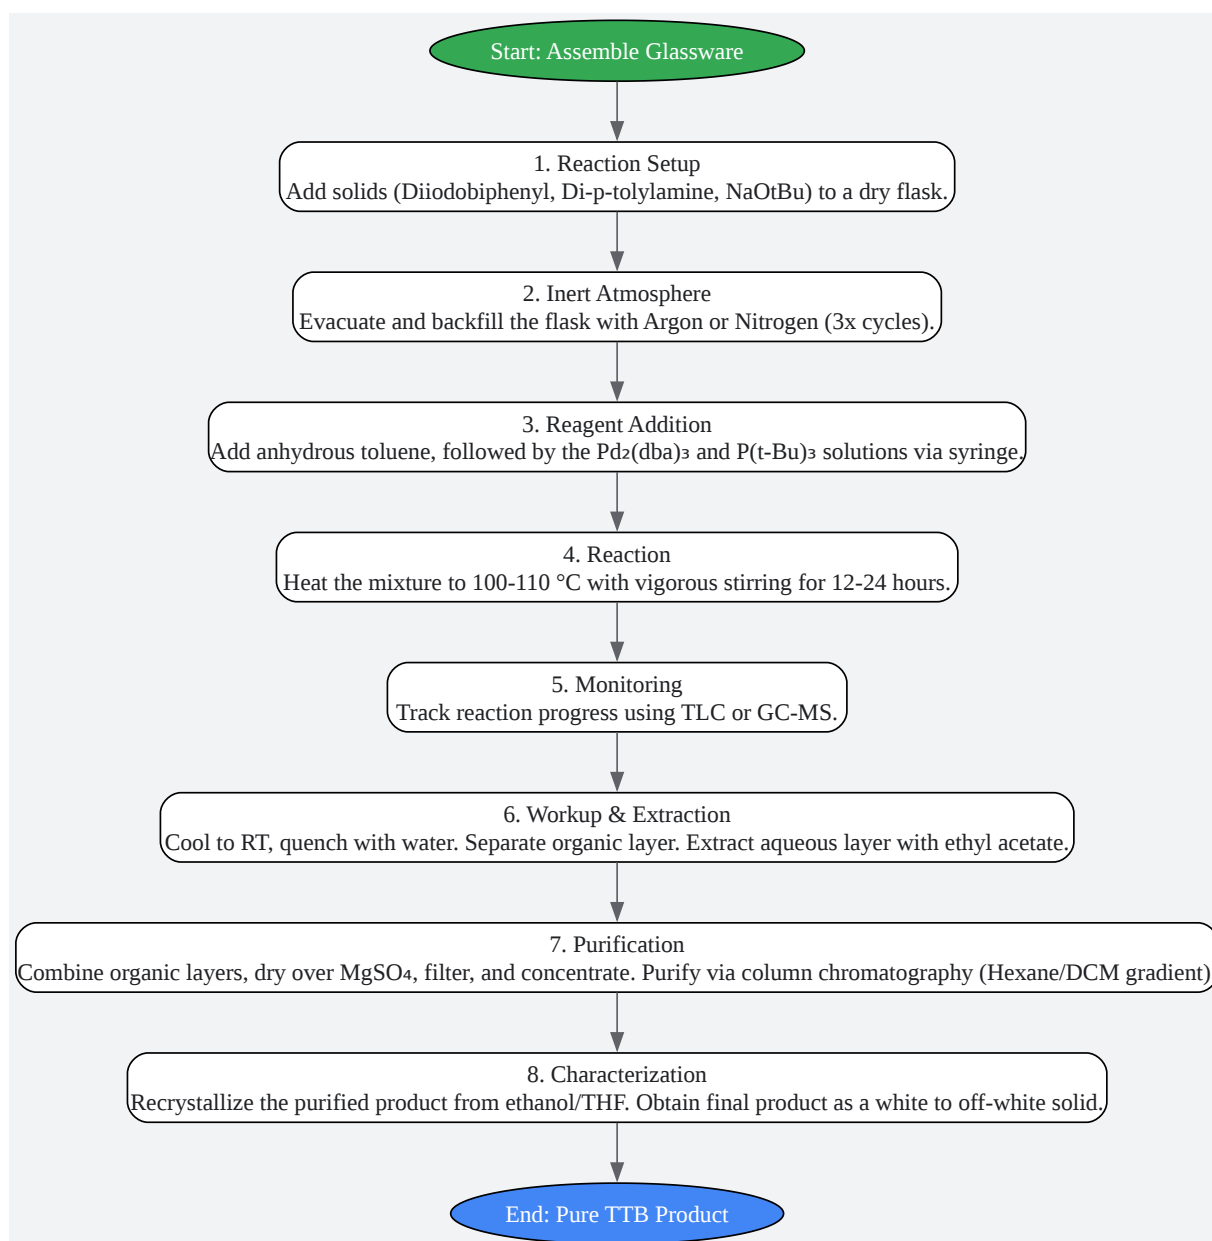 Start: Assemble Glassware
1. Reaction Setup
Add solids (Diiodobiphenyl, Di-p-tolylamine, NaOtBu) to a dry flask.
2. Inert Atmosphere
Evacuate and backfill the flask with Argon or Nitrogen (3x cycles).
3. Reagent Addition
Add anhydrous toluene, followed by the Pd₂(dba)₃ and P(t-Bu)₃ solutions via syringe.
4. Reaction
Heat the mixture to 100-110 °C with vigorous stirring for 12-24 hours.
5. Monitoring
Track reaction progress using TLC or GC-MS.
6. Workup & Extraction
Cool to RT, quench with water. Separate organic layer. Extract aqueous layer with ethyl acetate.
7. Purification
Combine organic layers, dry over MgSO₄, filter, and concentrate. Purify via column chromatography (Hexane/DCM gradient)
8. Characterization
Recrystallize the purified product from ethanol/THF. Obtain final product as a white to off-white solid.
End: Pure TTB Product